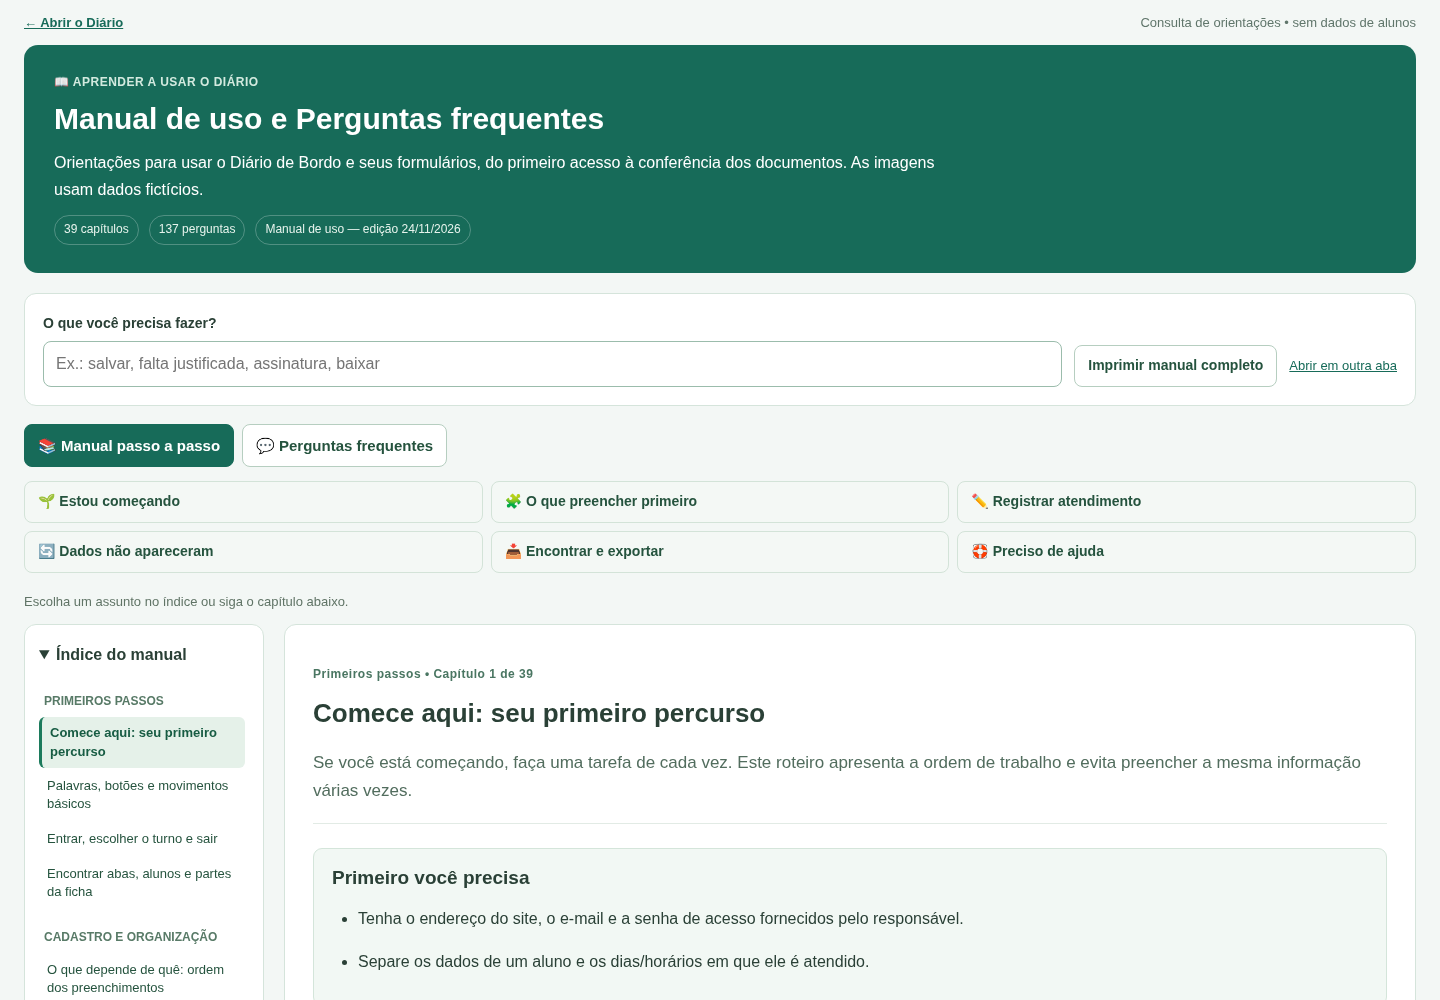 ← Abrir o Diário
Consulta de orientações • sem dados de alunos
📖 APRENDER A USAR O DIÁRIO
Manual de uso e Perguntas frequentes
Orientações para usar o Diário de Bordo e seus formulários, do primeiro acesso à conferência dos documentos. As imagens
usam dados fictícios.
39 capítulos
137 perguntas
Manual de uso — edição 24/11/2026
O que você precisa fazer?
Ex.: salvar, falta justificada, assinatura, baixar
Imprimir manual completo
Abrir em outra aba
📚 Manual passo a passo
💬 Perguntas frequentes
🌱 Estou começando
🧩 O que preencher primeiro
✏️ Registrar atendimento
🔄 Dados não apareceram
📤 Encontrar e exportar
🛟 Preciso de ajuda
Escolha um assunto no índice ou siga o capítulo abaixo.
▼ Índice do manual
PRIMEIROS PASSOS
Comece aqui: seu primeiro
percurso
Palavras, botões e movimentos
básicos
Entrar, escolher o turno e sair
Encontrar abas, alunos e partes
da ficha
CADASTRO E ORGANIZAÇÃO
O que depende de quê: ordem
dos preenchimentos
Primeiros passos • Capítulo 1 de 39
Comece aqui: seu primeiro percurso
Se você está começando, faça uma tarefa de cada vez. Este roteiro apresenta a ordem de trabalho e evita preencher a mesma informação
várias vezes.
Primeiro você precisa
• Tenha o endereço do site, o e-mail e a senha de acesso fornecidos pelo responsável.
• Separe os dados de um aluno e os dias/horários em que ele é atendido.